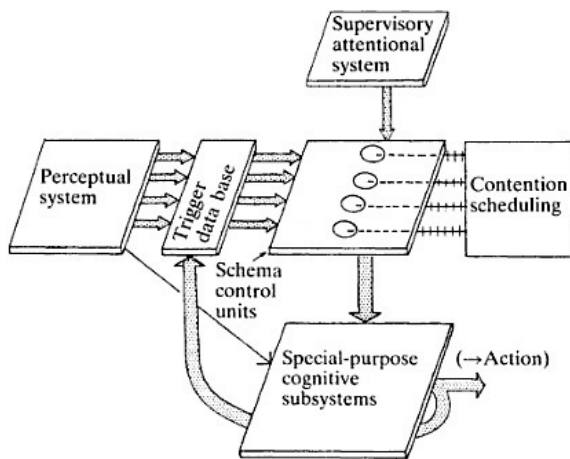 Supervisory
attentional
system
Perceptual
system
Trigger
data base
Contention
scheduling
Schema
control
units
Special-purpose
cognitive
subsystems
(→Action)